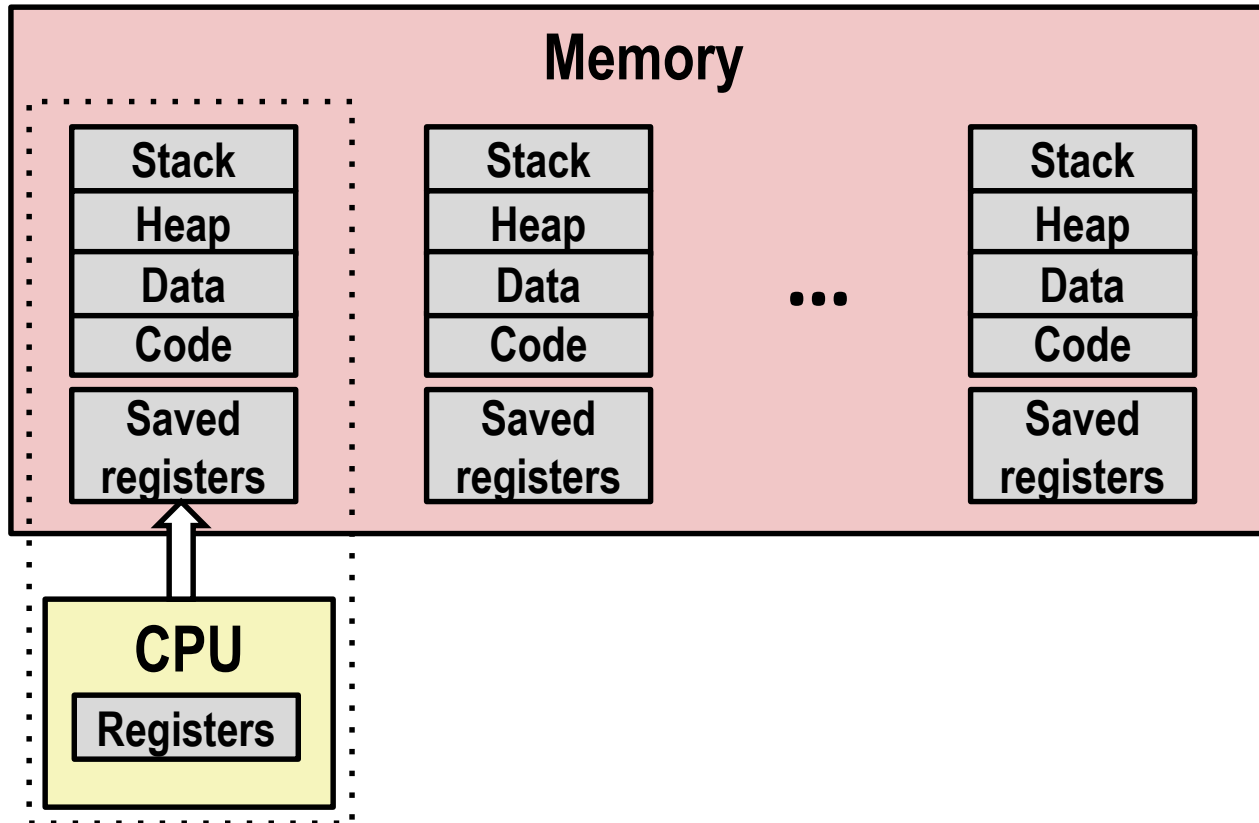 Memory
Stack
Heap
Data
Code
Saved
registers
Stack
Heap
Data
Code
Saved
registers
...
Stack
Heap
Data
Code
Saved
registers
CPU
Registers